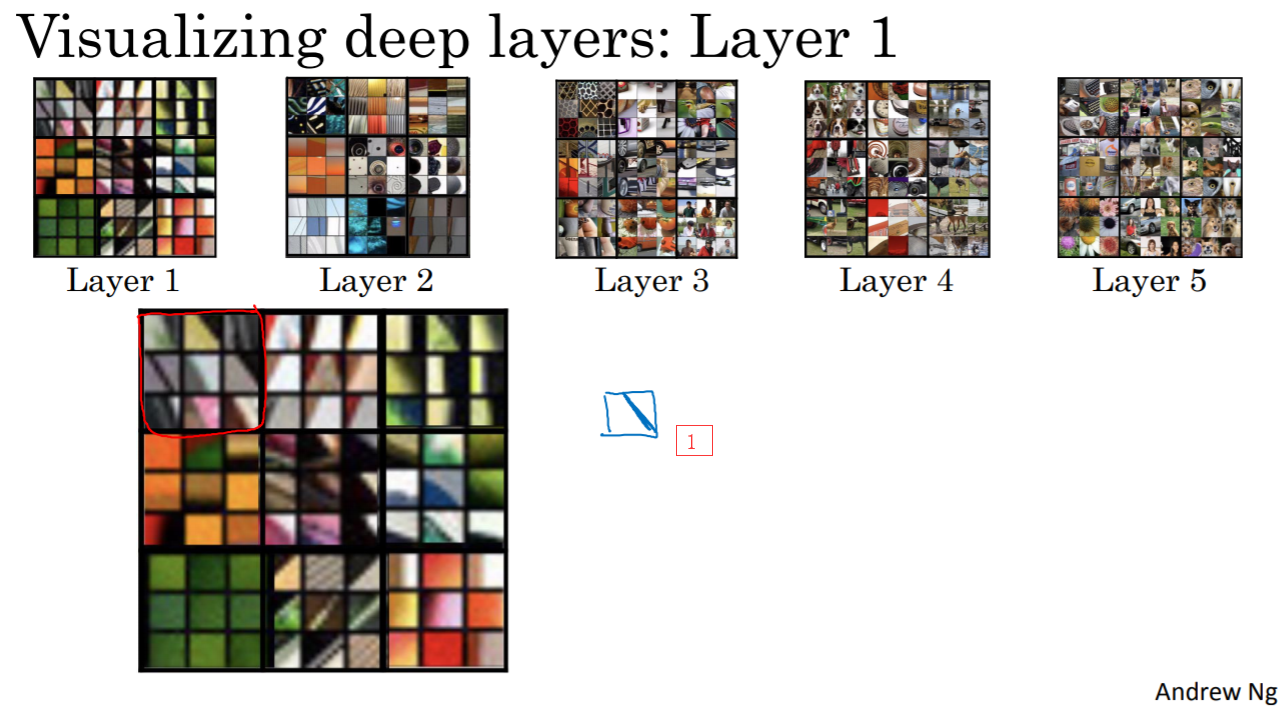 Visualizing deep layers: Layer 1
Layer 1
Layer 2
Layer 3
Layer 4
Layer 5
1
Andrew Ng